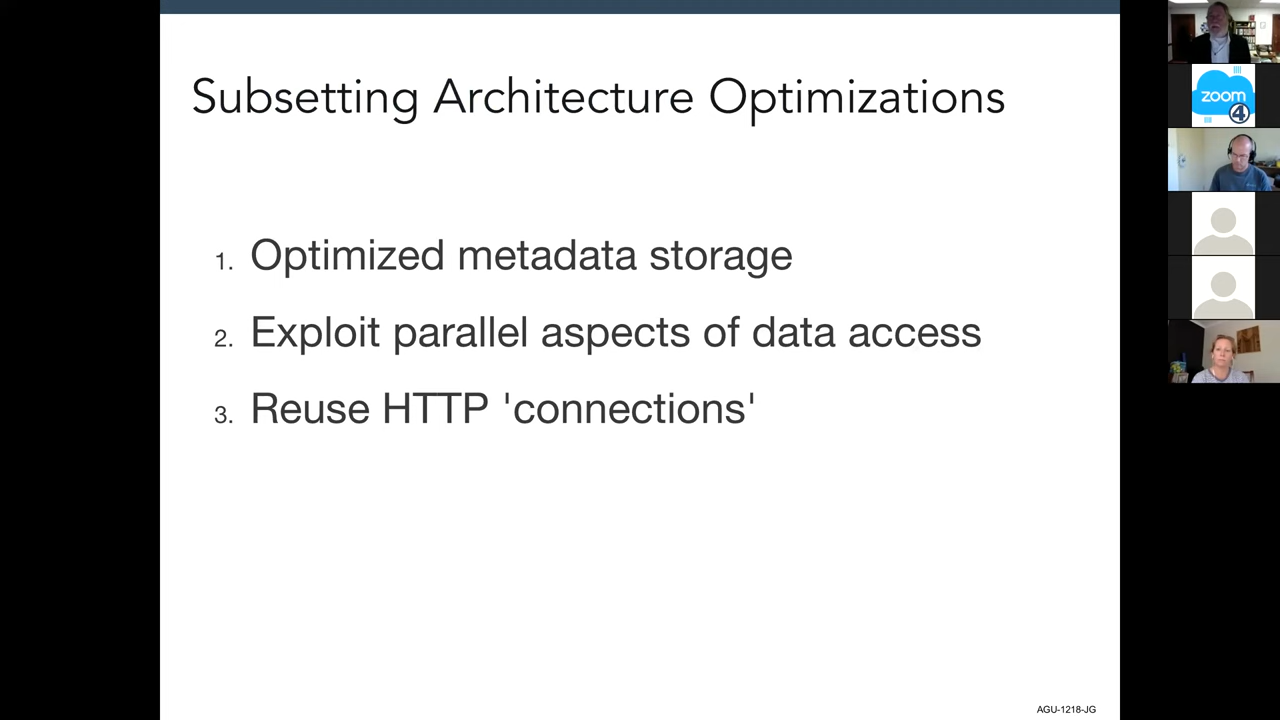 Subsetting Architecture Optimizations
1. Optimized metadata storage
2. Exploit parallel aspects of data access
3. Reuse HTTP 'connections'
AGU-1218-JG
zoom
4